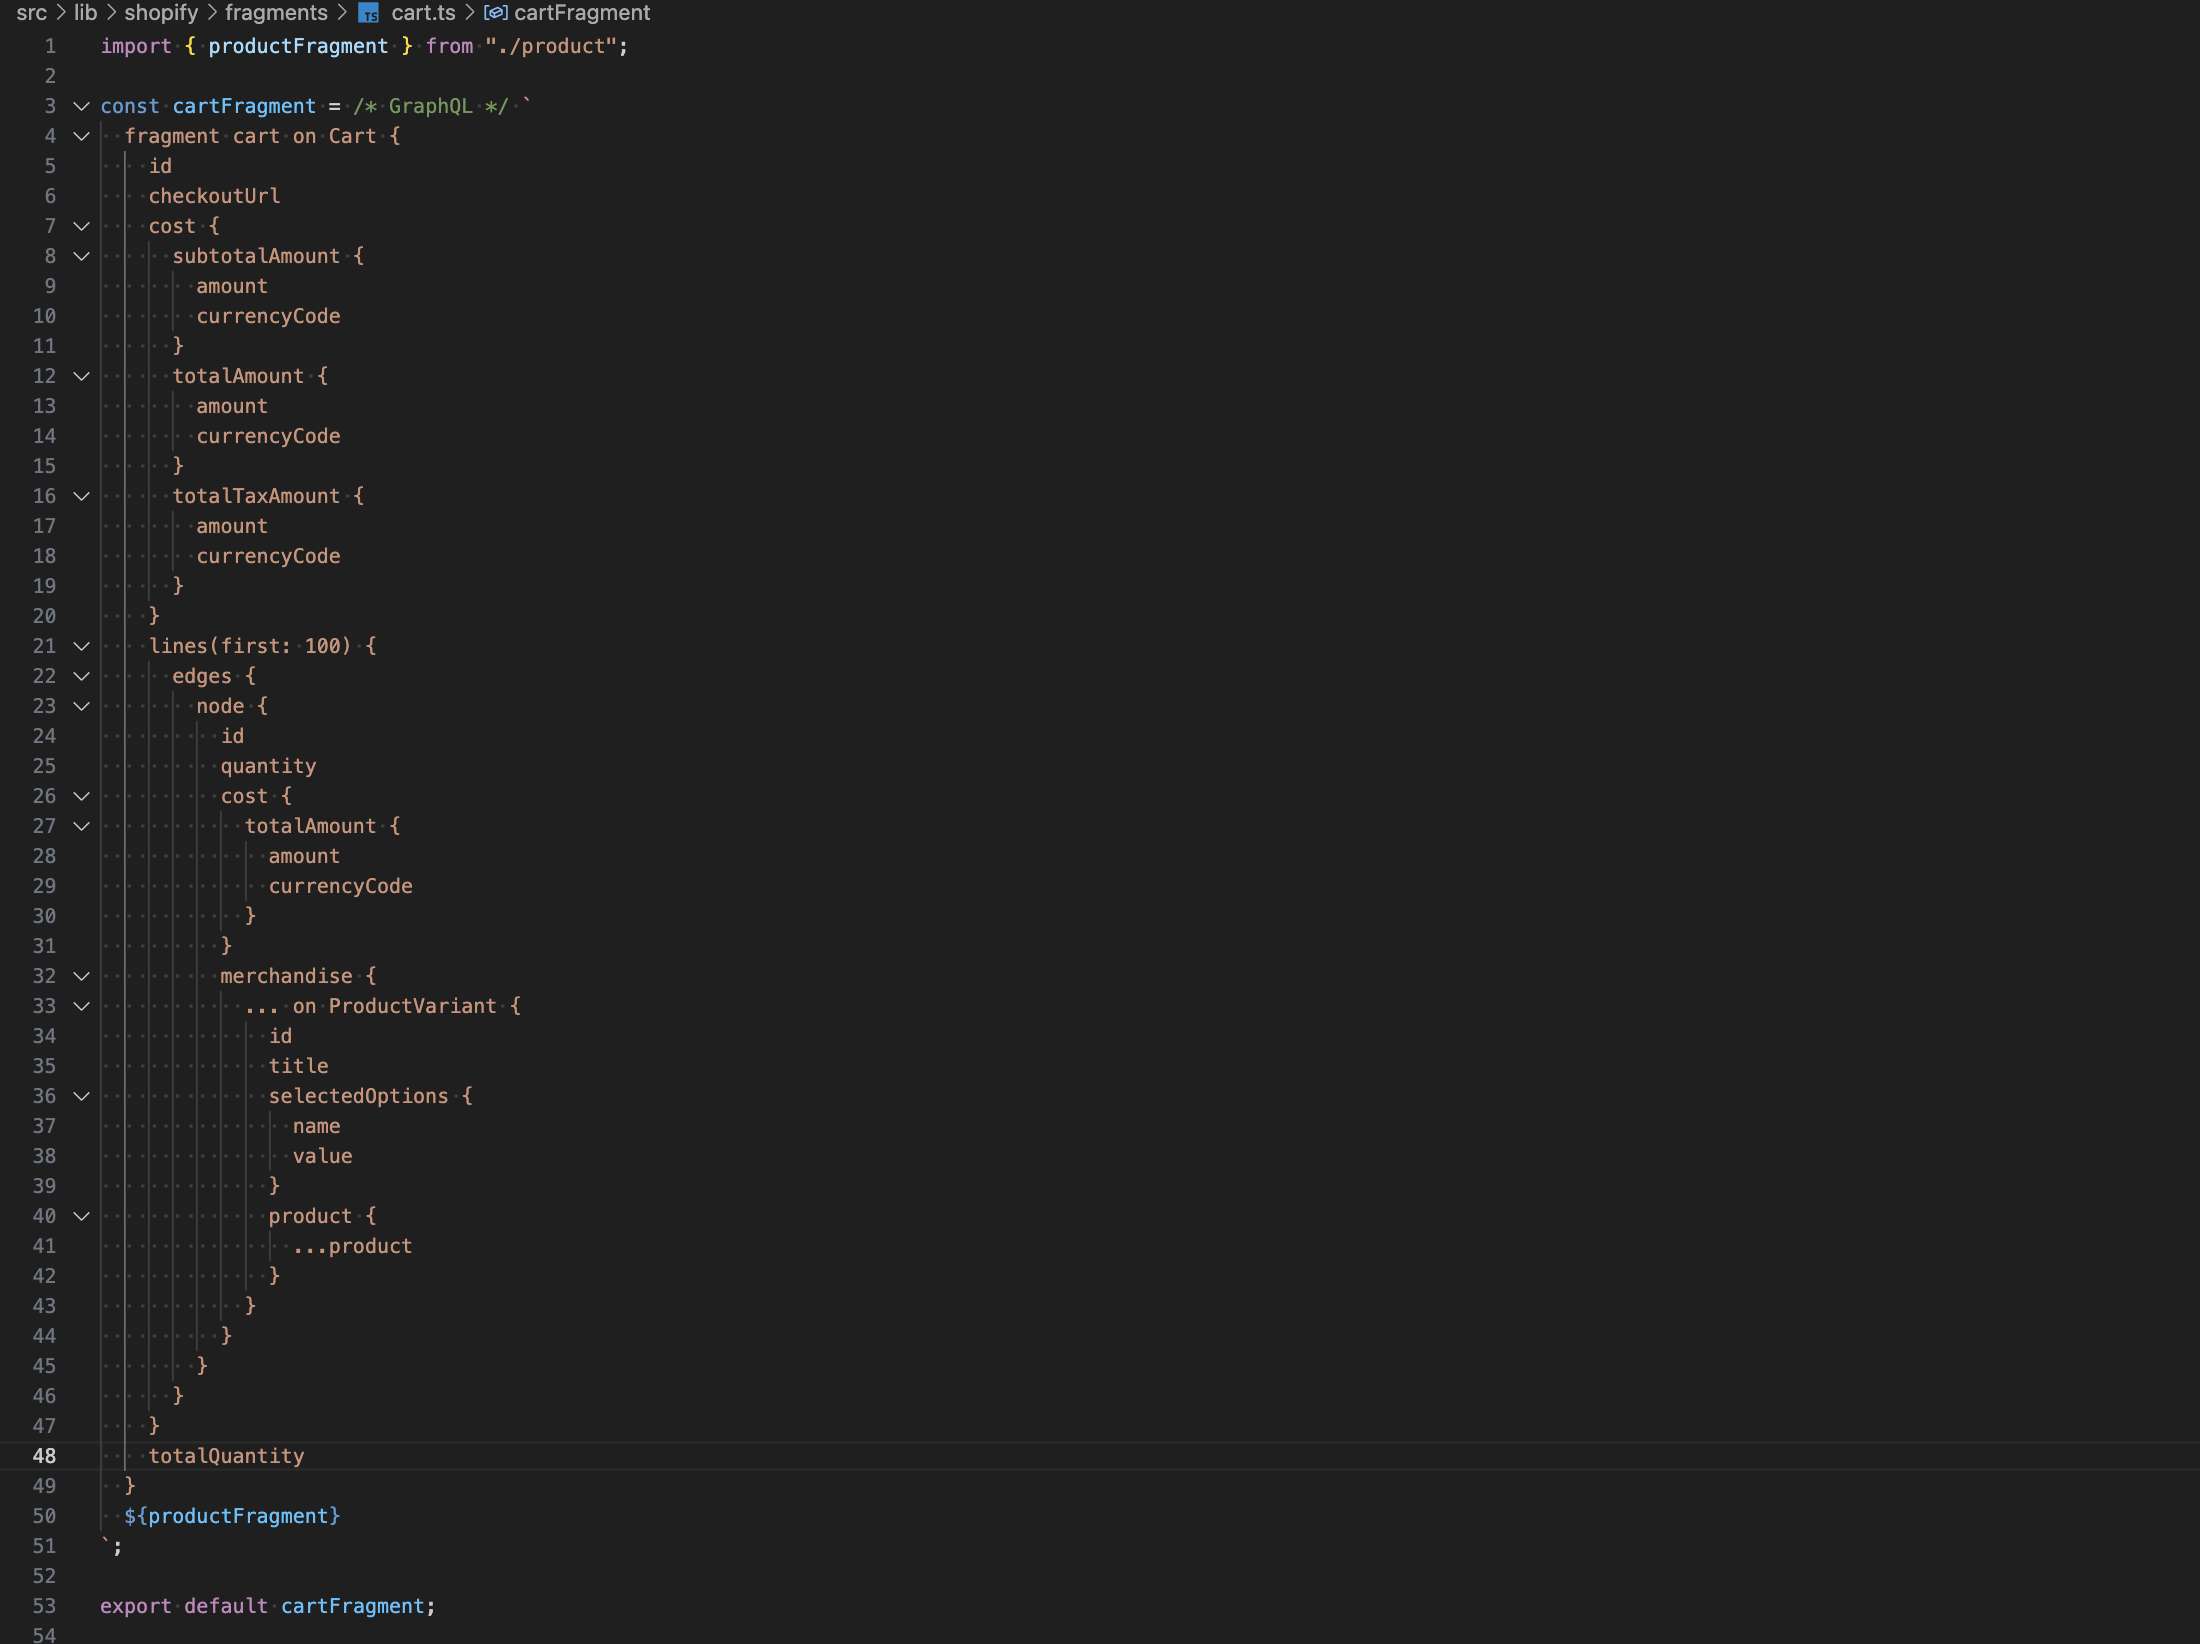 src > lib > shopify > fragments > TS cart.ts > cartFragment
1 import { productFragment } from "./product";
2
3 const cartFragment = /* GraphQL */ `
4 fragment cart on Cart {
5 id
6 checkoutUrl
7 cost {
8 subtotalAmount {
9 amount
10 currencyCode
11 }
12 totalAmount {
13 amount
14 currencyCode
15 }
16 totalTaxAmount {
17 amount
18 currencyCode
19 }
20 }
21 lines(first: 100) {
22 edges {
23 node {
24 id
25 quantity
26 cost {
27 totalAmount {
28 amount
29 currencyCode
30 }
31 }
32 merchandise {
33 ... on ProductVariant {
34 id
35 title
36 selectedOptions {
37 name
38 value
39 }
40 product {
41 ...product
42 }
43 }
44 }
45 }
46 }
47 }
48 totalQuantity
49 }
50 ${productFragment}
51 `;
52
53 export default cartFragment;
54